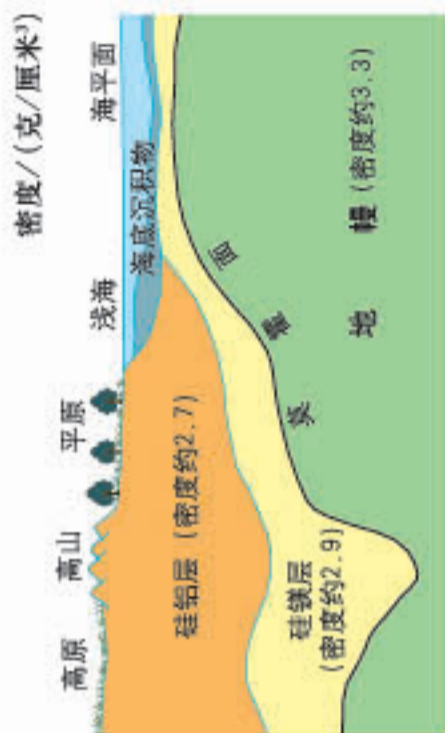 密度/(克/厘米³)
高原
高山
平原
浅海
海平面
海底沉积物
硅铝层(密度约2.7)
硅镁层
(密度约2.9)
莫霍面
地幔(密度约3.3)